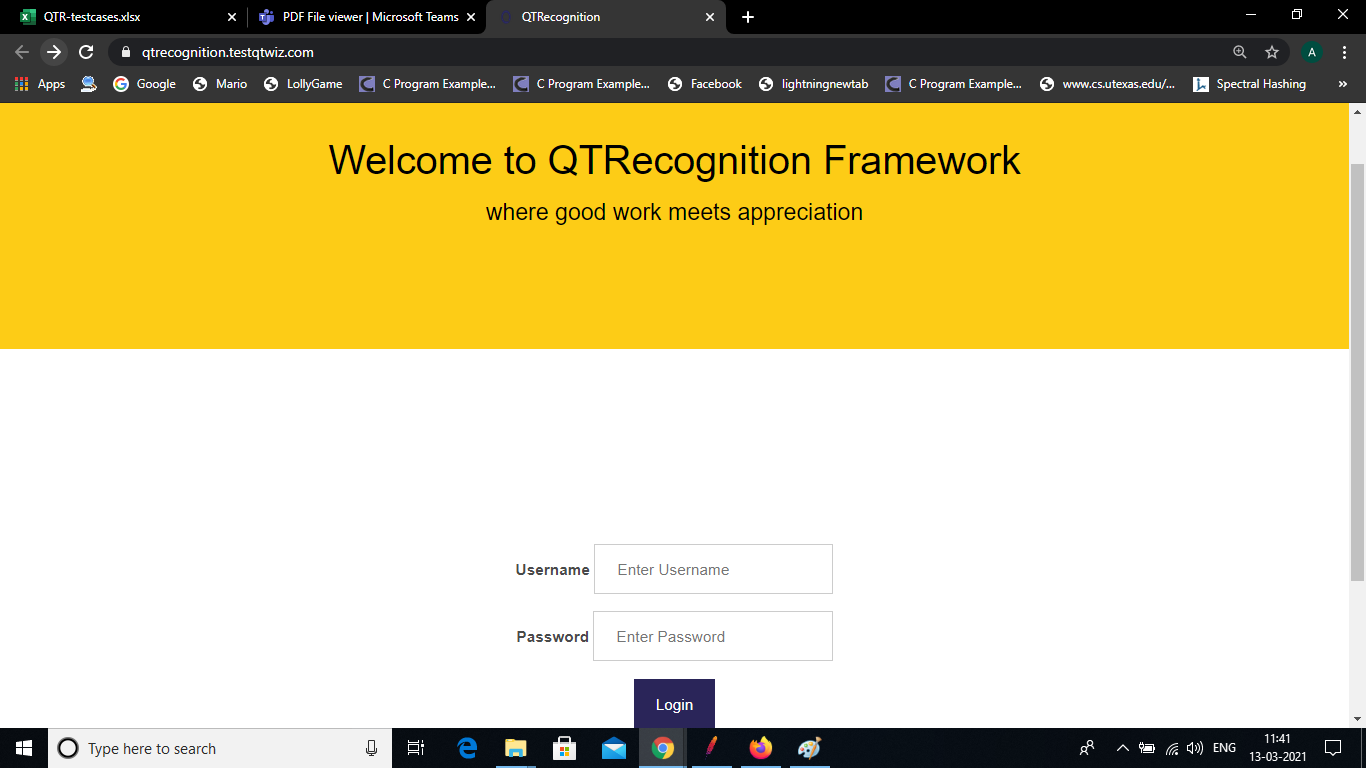 QTR-testcases.xlsx
PDF File viewer | Microsoft Teams
QTRecognition
qtrecognition.testqtwiz.com
A
Apps
Google
Mario
LollyGame
C Program Example...
C Program Example...
Facebook
lightningnewtab
C Program Example...
www.cs.utexas.edu/...
Spectral Hashing
»
Welcome to QTRecognition Framework
where good work meets appreciation
Username
Enter Username
Password
Enter Password
Login
Type here to search
ENG
11:41
13-03-2021